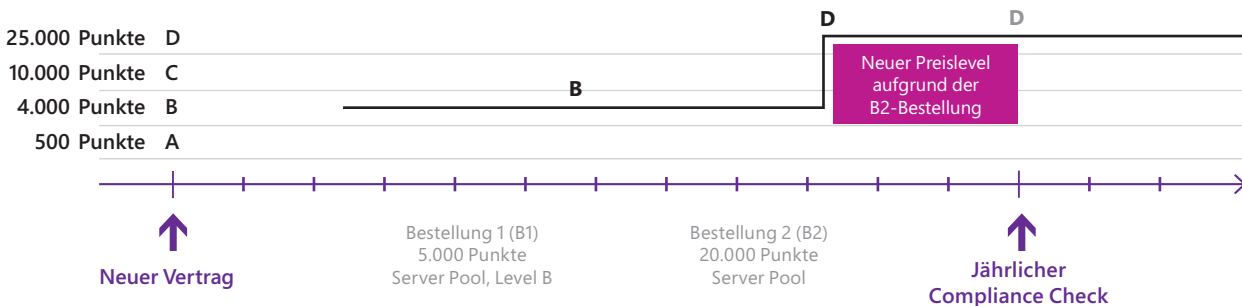 D
D
25.000 Punkte D
10.000 Punkte C
4.000 Punkte B
500 Punkte A
B
Neuer Preislevel
aufgrund der
B2-Bestellung
Neuer Vertrag
Bestellung 1 (B1)
5.000 Punkte
Server Pool, Level B
Bestellung 2 (B2)
20.000 Punkte
Server Pool
Jährlicher
Compliance Check